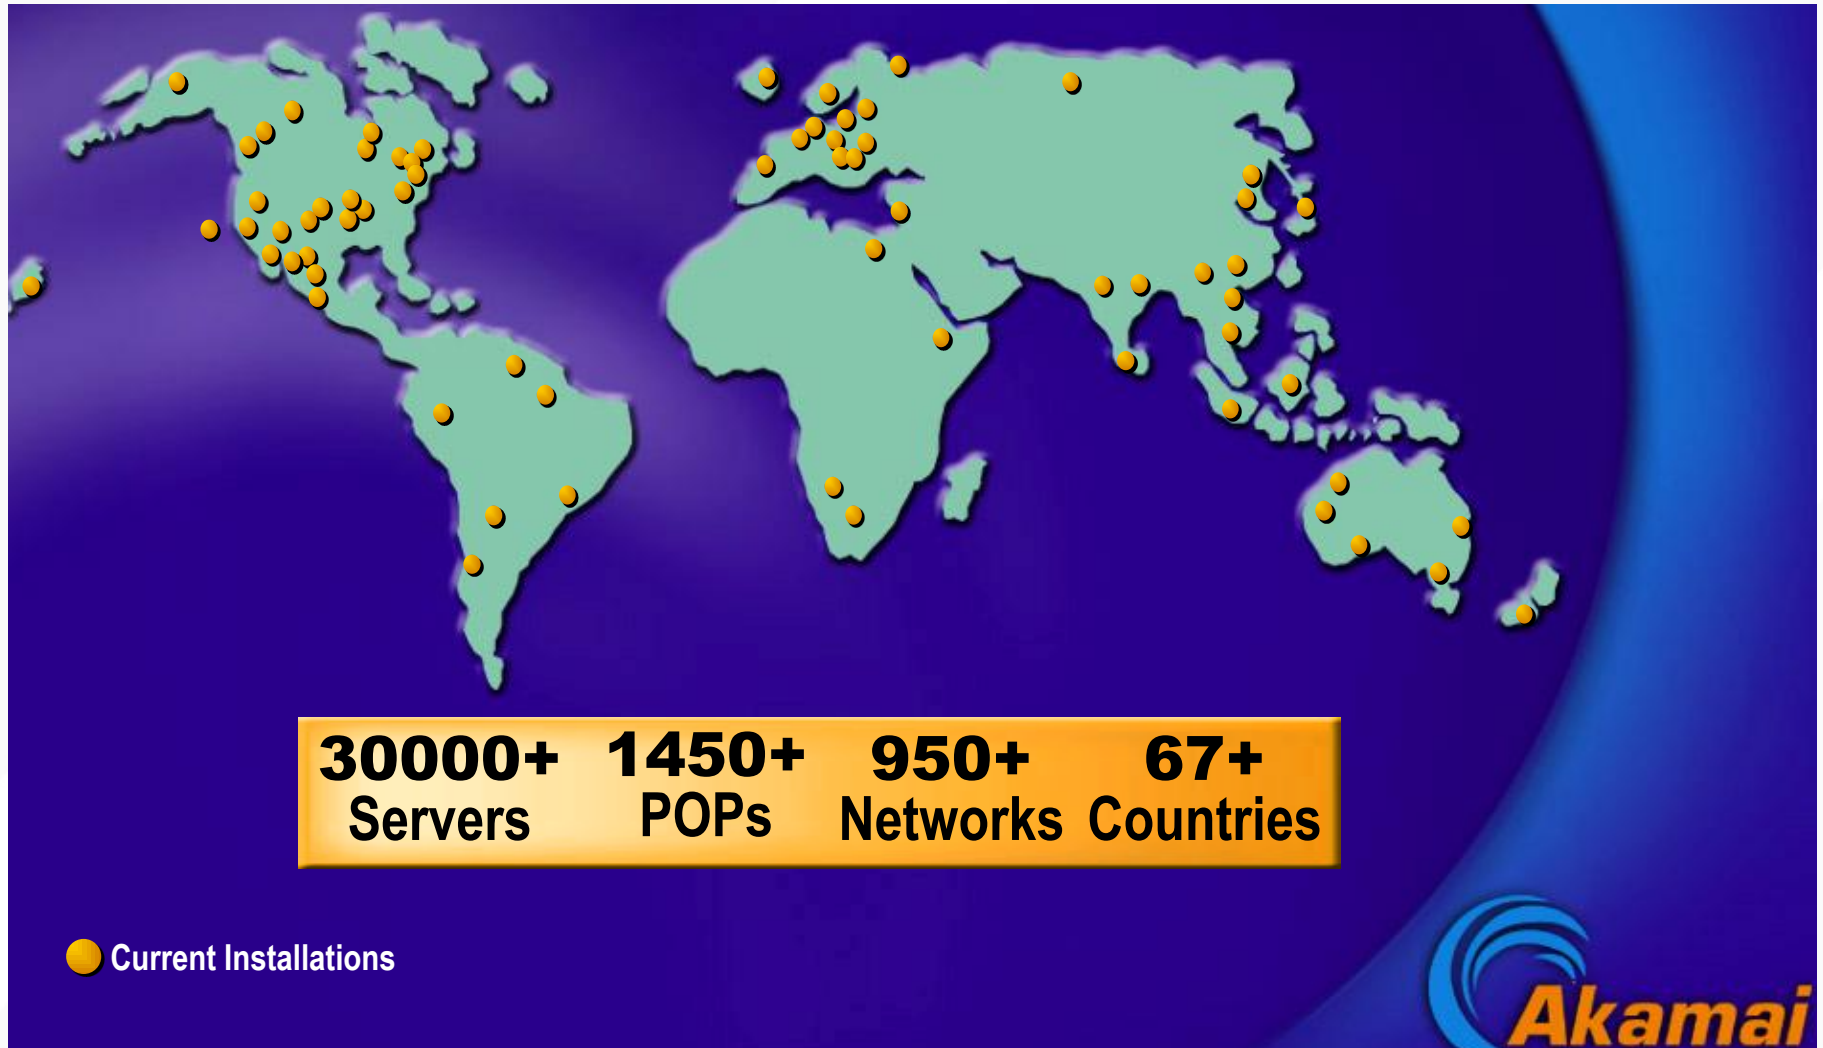 30000+ 1450+ 950+ 67+
Servers POPs Networks Countries
Current Installations
Akamai